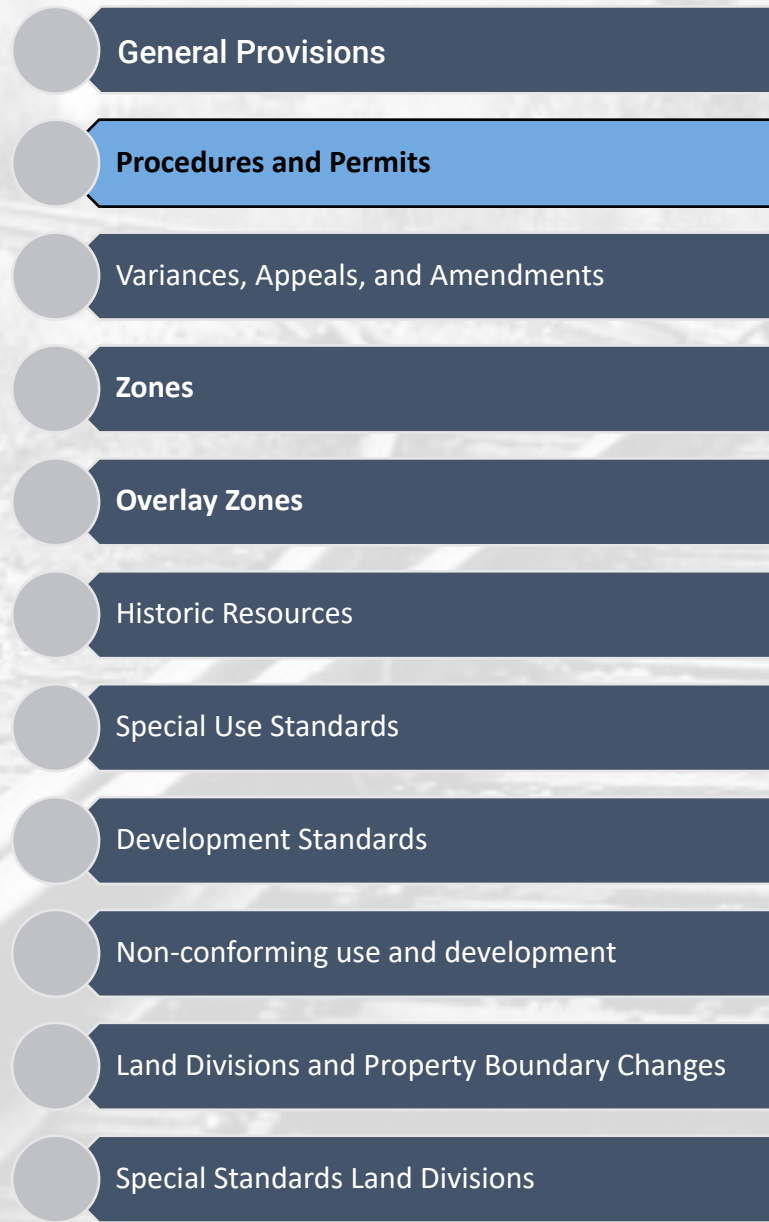 General Provisions
Procedures and Permits
Variances, Appeals, and Amendments
Zones
Overlay Zones
Historic Resources
Special Use Standards
Development Standards
Non-conforming use and development
Land Divisions and Property Boundary Changes
Special Standards Land Divisions